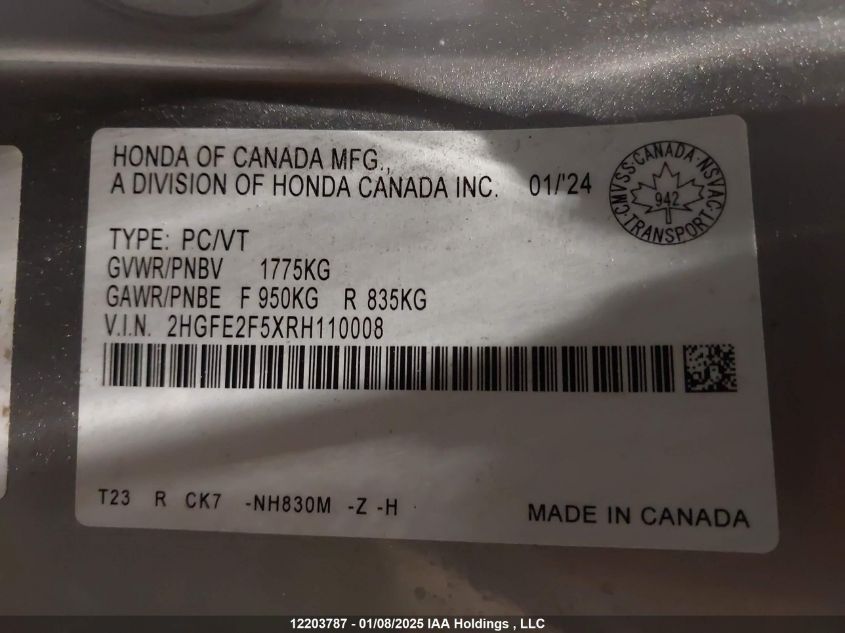 HONDA OF CANADA MFG.,
A DIVISION OF HONDA CANADA INC. 01/'24
CMVSS·CANADA·NSVAC·TRANSPORT·
942
TYPE: PC/VT
GVWR/PNBV 1775KG
GAWR/PNBE F 950KG R 835KG
V.I.N. 2HGFE2F5XRH110008
T23 R CK7 -NH830M -Z -H
MADE IN CANADA
12203787 - 01/08/2025 IAA Holdings , LLC